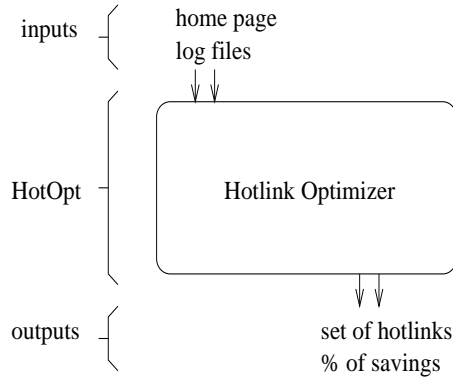 inputs
home page
log files
HotOpt
Hotlink Optimizer
outputs
set of hotlinks
% of savings